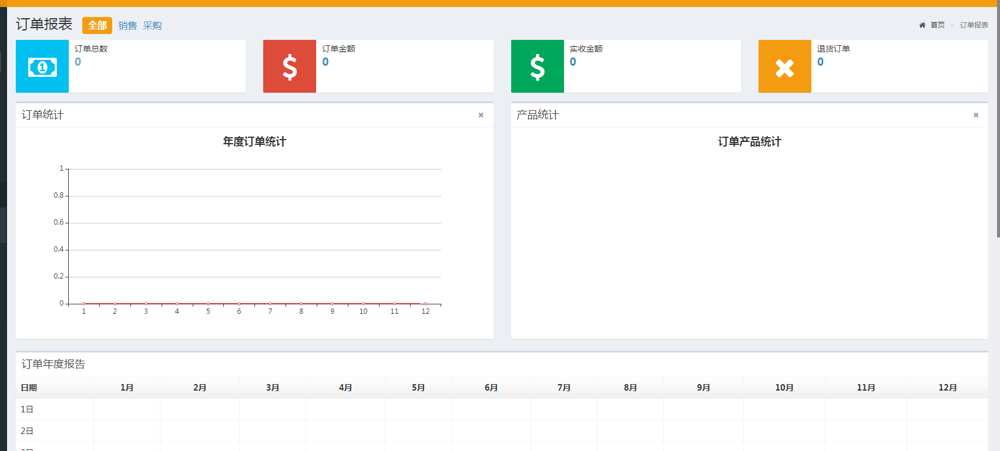 订单报表 全部 销售 采购
首页 > 订单报表
订单总数
0
订单金额
0
实收金额
0
退货订单
0
订单统计
年度订单统计
1
0.8
0.6
0.4
0.2
0
1 2 3 4 5 6 7 8 9 10 11 12
产品统计
订单产品统计
订单年度报告
日期 1月 2月 3月 4月 5月 6月 7月 8月 9月 10月 11月 12月
1日
2日